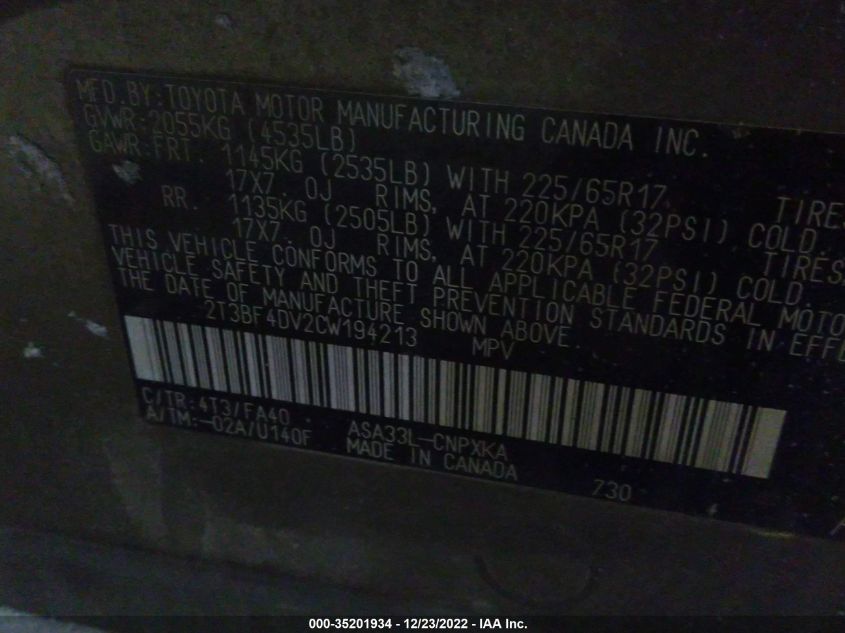 MFD. BY:TOYOTA MOTOR MANUFACTURING CANADA INC.
GVWR:2055KG (4535LB)
GAWR:FRT. 1145KG (2535LB) WITH 225/65R17 TIRES
17X7 0J RIMS, AT 220KPA (32PSI) COLD.
RR. 1135KG (2505LB) WITH 225/65R17 TIRES
17X7 0J RIMS, AT 220KPA (32PSI) COLD.
THIS VEHICLE CONFORMS TO ALL APPLICABLE FEDERAL MOTO
VEHICLE SAFETY AND THEFT PREVENTION STANDARDS IN EFFE
THE DATE OF MANUFACTURE SHOWN ABOVE.
2T3BF4DV2CW194213 MPV
C/TR:4T3/FA40 ASA33L-CNPXKA
A/TM:-02A/U140F MADE IN CANADA
730
000-35201934 - 12/23/2022 - IAA Inc.